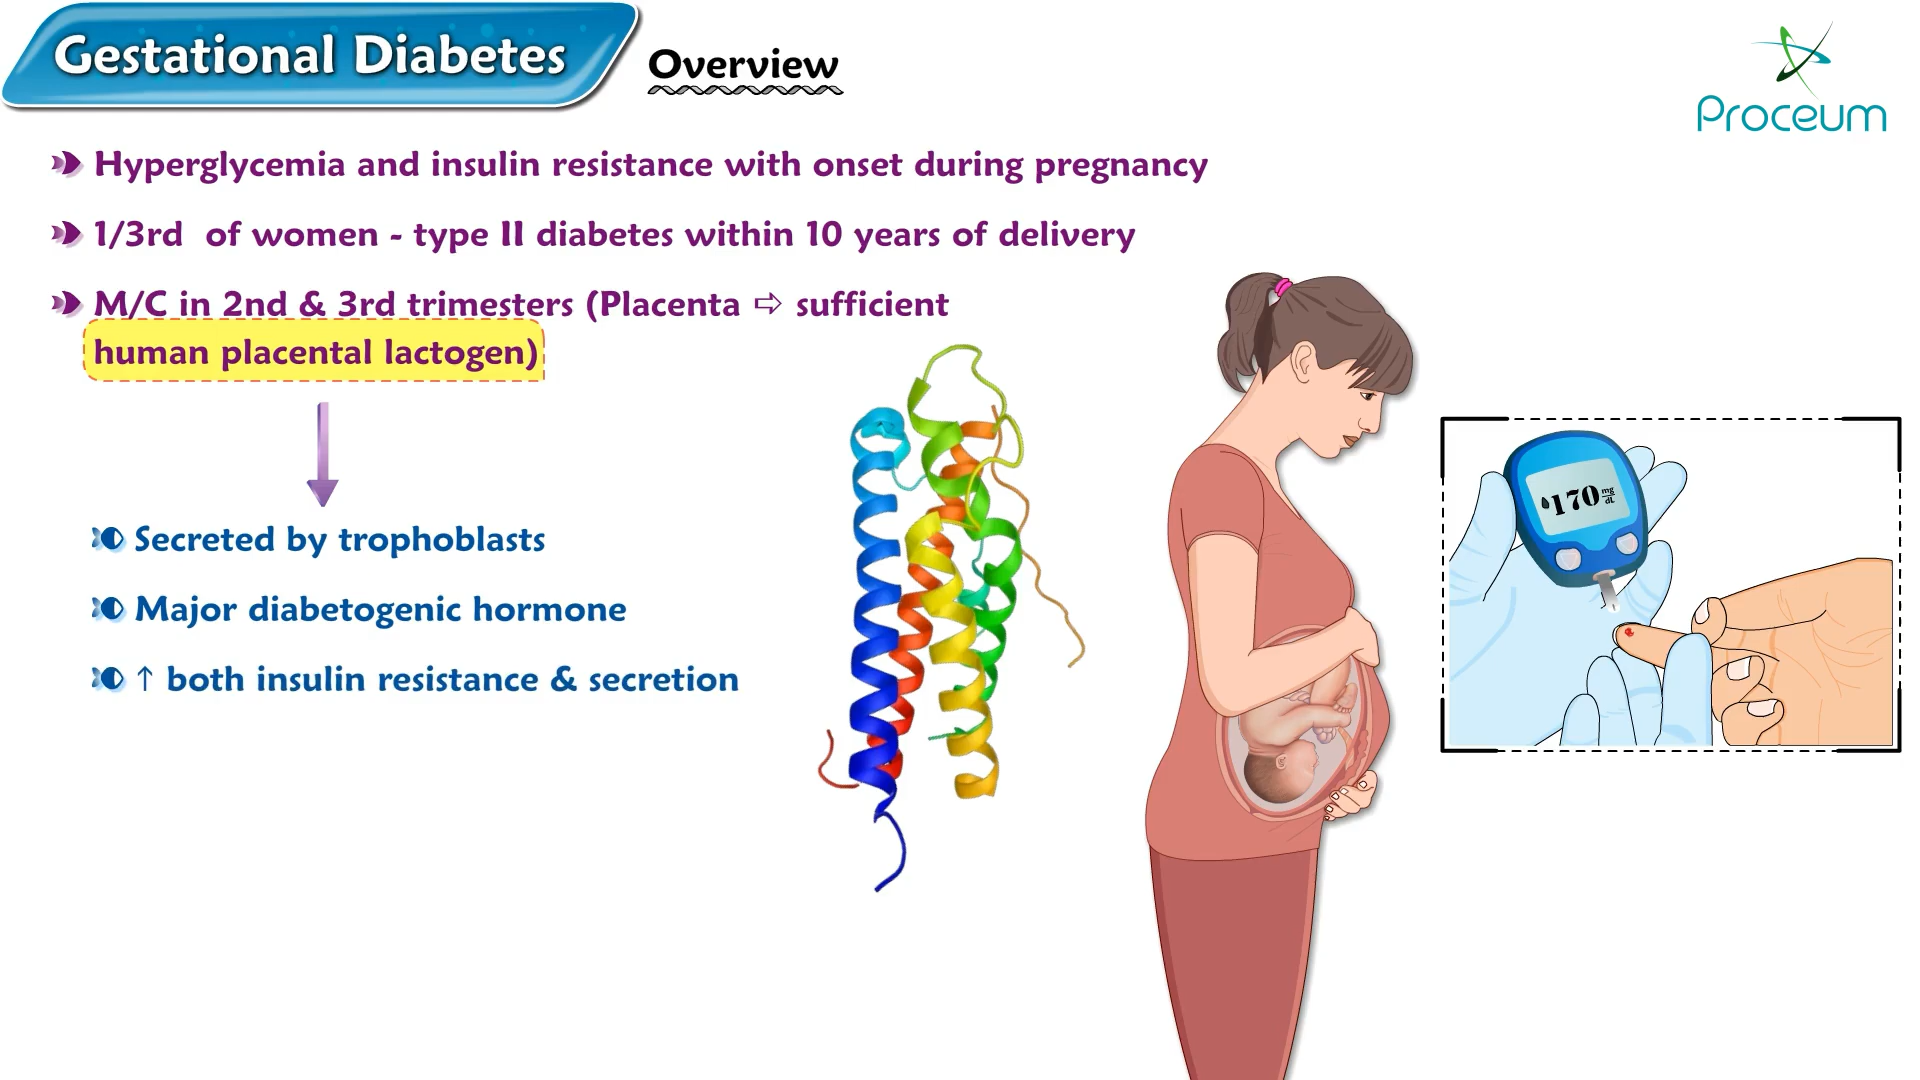 Gestational Diabetes
Overview
Proceum
Hyperglycemia and insulin resistance with onset during pregnancy
1/3rd of women - type II diabetes within 10 years of delivery
M/C in 2nd & 3rd trimesters (Placenta ⇨ sufficient
human placental lactogen)
Secreted by trophoblasts
Major diabetogenic hormone
↑ both insulin resistance & secretion
170 mg/dL